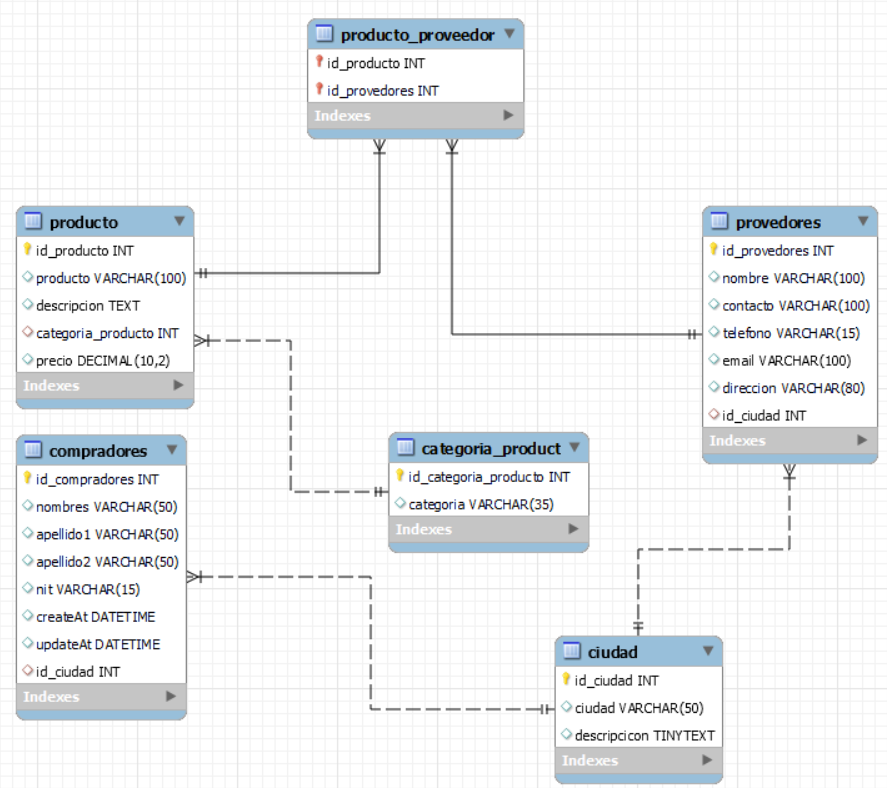 producto_proveedor
id_producto INT
id_provedores INT
Indexes
producto
id_producto INT
producto VARCHAR(100)
descripcion TEXT
categoria_producto INT
precio DECIMAL(10,2)
Indexes
provedores
id_provedores INT
nombre VARCHAR(100)
contacto VARCHAR(100)
telefono VARCHAR(15)
email VARCHAR(100)
direccion VARCHAR(80)
id_ciudad INT
Indexes
compradores
id_compradores INT
nombres VARCHAR(50)
apellido1 VARCHAR(50)
apellido2 VARCHAR(50)
nit VARCHAR(15)
createAt DATETIME
updateAt DATETIME
id_ciudad INT
Indexes
categoria_product
id_categoria_producto INT
categoria VARCHAR(35)
Indexes
ciudad
id_ciudad INT
ciudad VARCHAR(50)
descripcicon TINYTEXT
Indexes